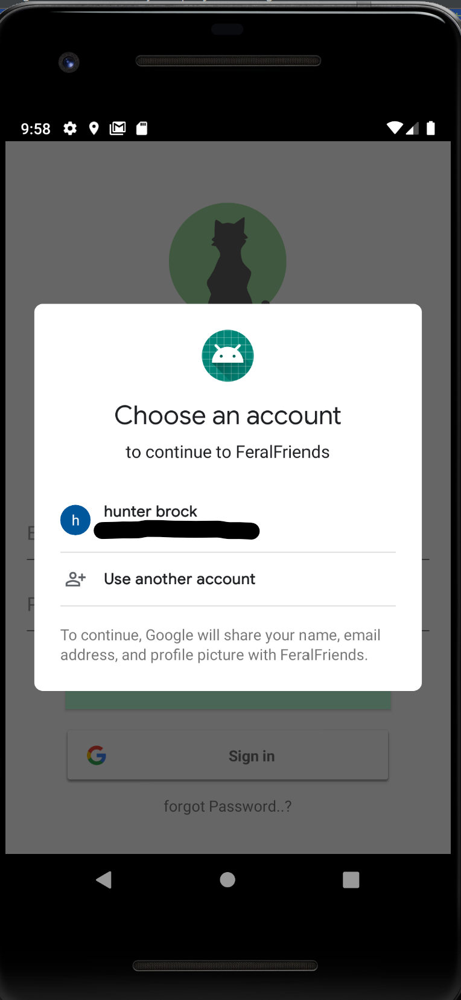 9:58
Choose an account
to continue to FeralFriends
h
hunter brock
Use another account
To continue, Google will share your name, email
address, and profile picture with FeralFriends.
G
Sign in
forgot Password..?